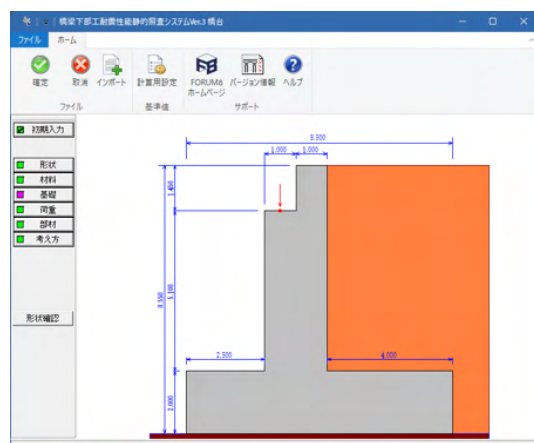 橋梁下部工耐震性能静的照査システムVer.3 橋台
ファイル ホーム
確定 取消 インポート 計算用設定 FORUM8 ホームページ バージョン情報 ヘルプ
ファイル 基準値 サポート
初期入力
形状
材料
基礎
荷重
部材
考え方
形状確認
8.500
1.000 1.000
1.450
5.100
8.550
2.500 4.000
2.000